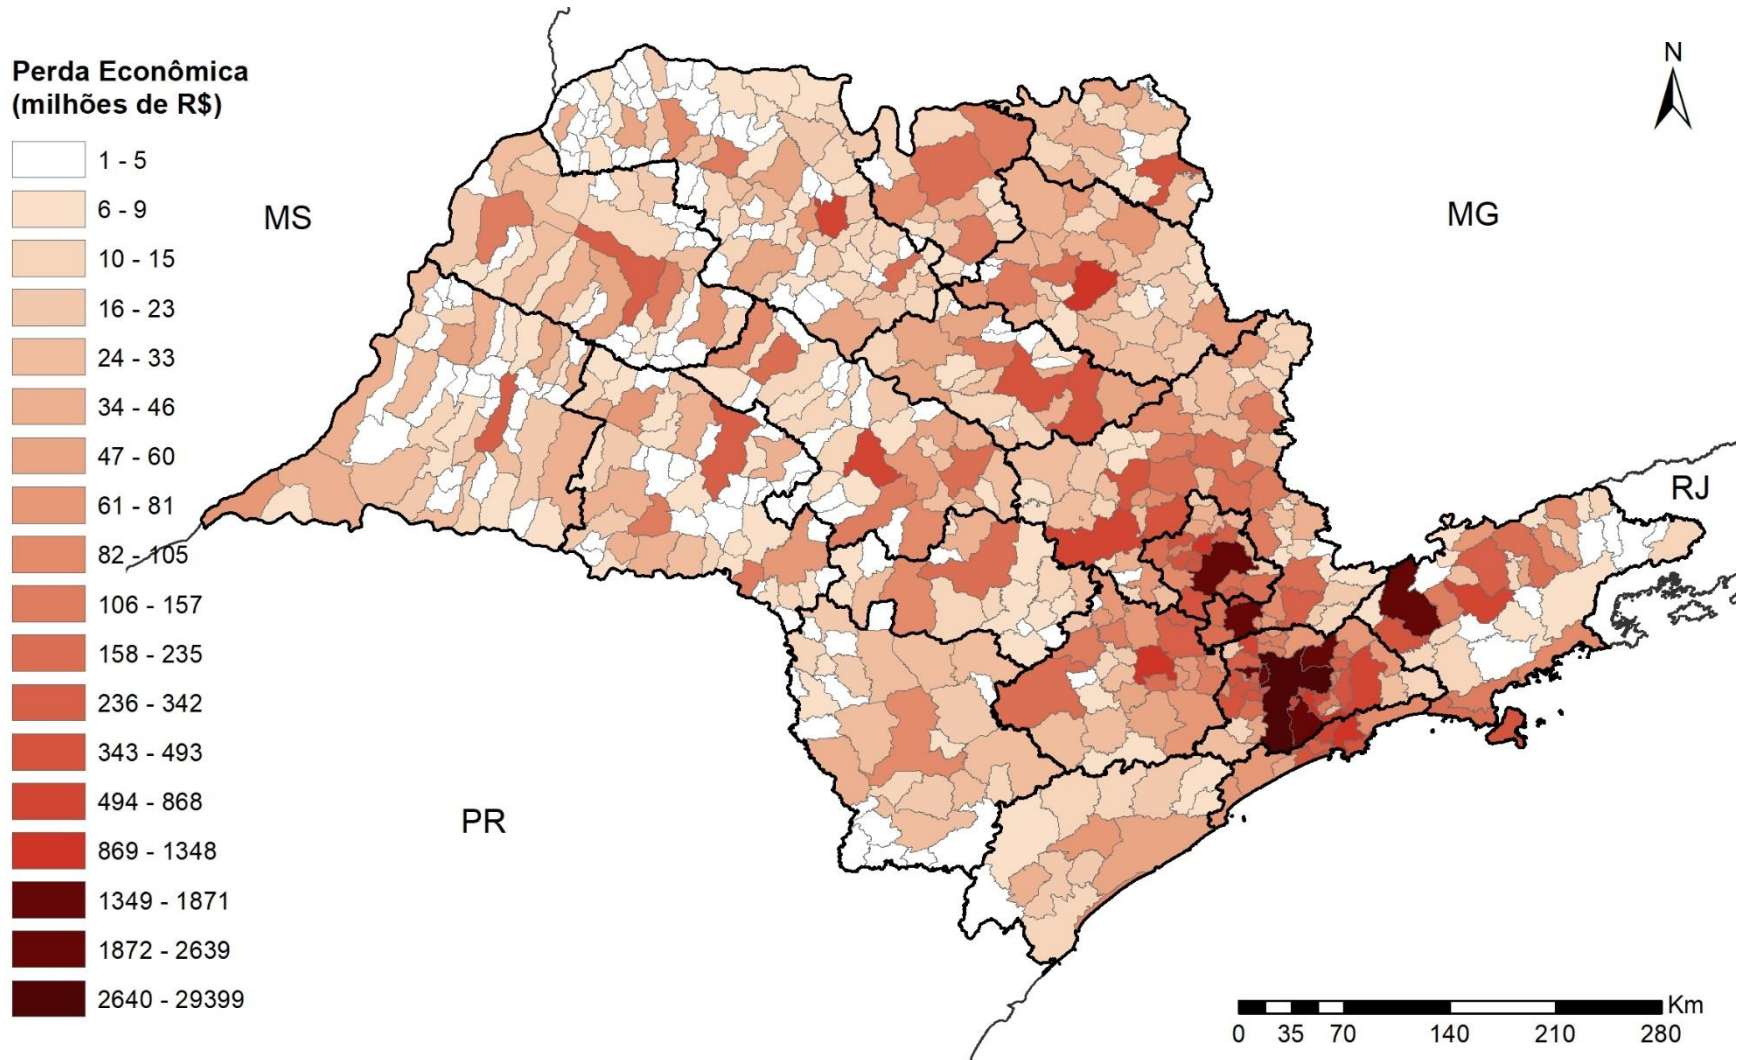 Perda Econômica
(milhões de R$)
1 - 5
6 - 9
10 - 15
16 - 23
24 - 33
34 - 46
47 - 60
61 - 81
82 - 105
106 - 157
158 - 235
236 - 342
343 - 493
494 - 868
869 - 1348
1349 - 1871
1872 - 2639
2640 - 29399
MS
MG
RJ
PR
N
Km
0 35 70 140 210 280